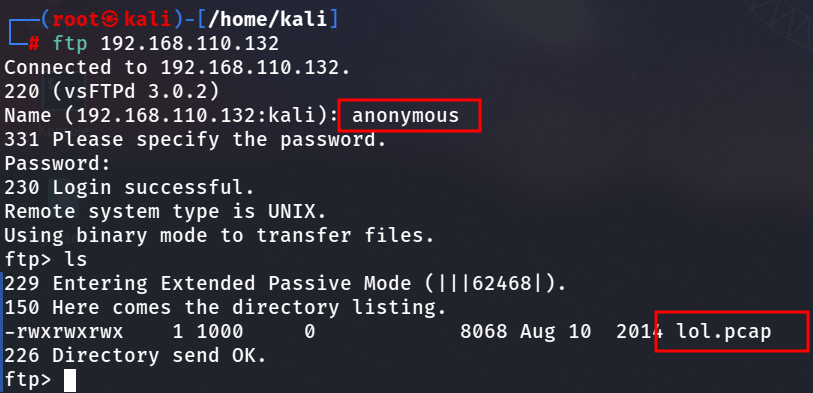 ┌──(root㉿kali)-[/home/kali]
└─# ftp 192.168.110.132
Connected to 192.168.110.132.
220 (vsFTPd 3.0.2)
Name (192.168.110.132:kali): anonymous
331 Please specify the password.
Password:
230 Login successful.
Remote system type is UNIX.
Using binary mode to transfer files.
ftp> ls
229 Entering Extended Passive Mode (|||62468|).
150 Here comes the directory listing.
-rwxrwxrwx    1 1000     0            8068 Aug 10  2014 lol.pcap
226 Directory send OK.
ftp>